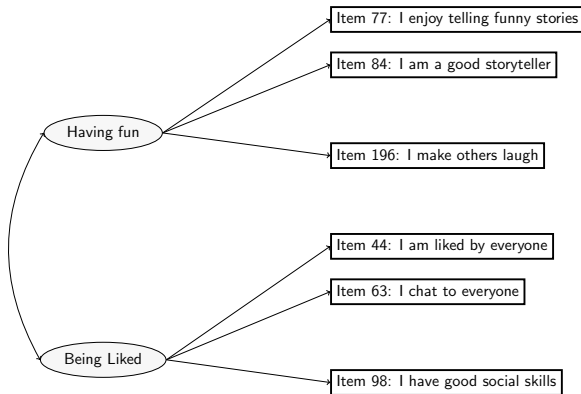 Item 77: I enjoy telling funny stories
Item 84: I am a good storyteller
Having fun
Item 196: I make others laugh
Item 44: I am liked by everyone
Item 63: I chat to everyone
Being Liked
Item 98: I have good social skills